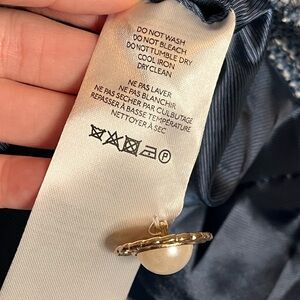 DO NOT WASH
DO NOT BLEACH
DO NOT TUMBLE DRY
COOL IRON
DRY CLEAN
NE PAS LAVER
NE PAS BLANCHIR
NE PAS SECHER PAR CULBUTAGE
REPASSER À BASSE TEMPÉRATURE
NETTOYER À SEC
P